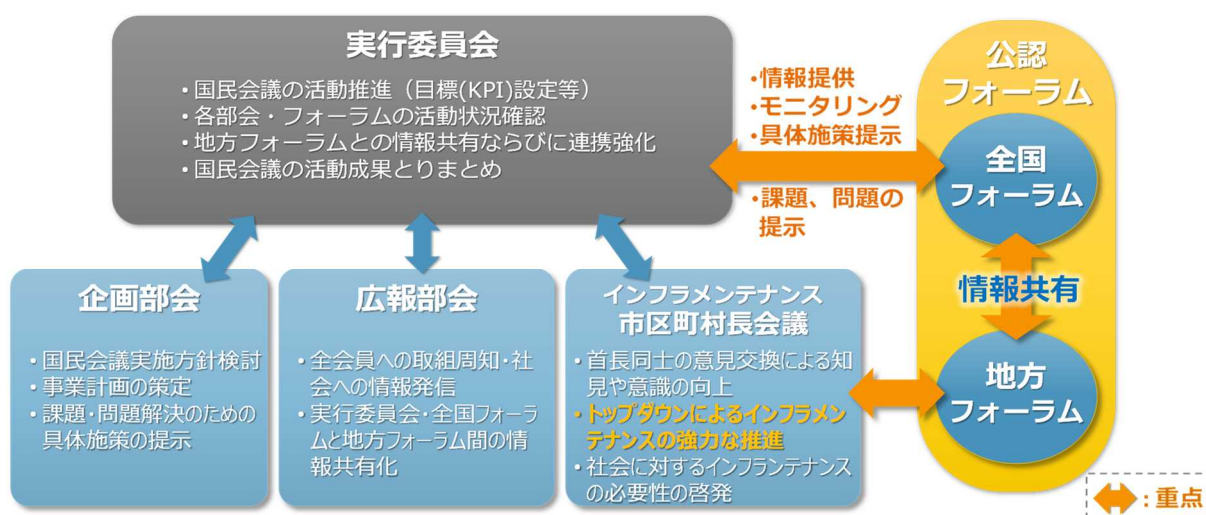 実行委員会
・国民会議の活動推進（目標(KPI)設定等）
・各部会・フォーラムの活動状況確認
・地方フォーラムとの情報共有ならびに連携強化
・国民会議の活動成果とりまとめ
・情報提供
・モニタリング
・具体施策提示
・課題、問題の
提示
公認
フォーラム
全国
フォーラム
情報共有
地方
フォーラム
企画部会
・国民会議実施方針検討
・事業計画の策定
・課題・問題解決のための
具体施策の提示
広報部会
・全会員への取組周知・社
会への情報発信
・実行委員会・全国フォーラ
ムと地方フォーラム間の情
報共有化
インフラメンテナンス
市区町村長会議
・首長同士の意見交換による知
見や意識の向上
・トップダウンによるインフラメン
テナンスの強力な推進
・社会に対するインフランテナンス
の必要性の啓発
：重点